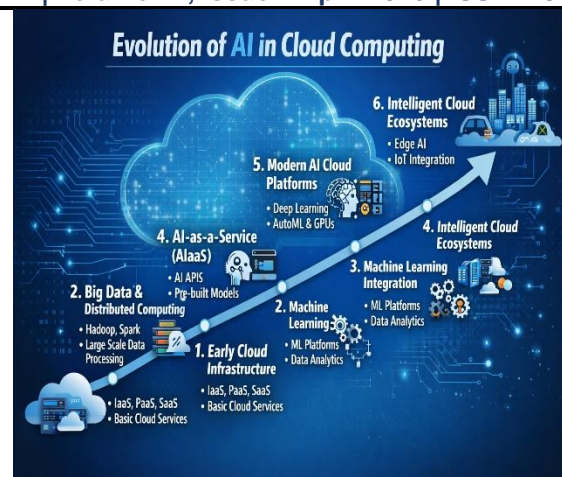 Evolution of AI in Cloud Computing
6. Intelligent Cloud
Ecosystems
• Edge AI
• IoT Integration
5. Modern AI Cloud
Platforms
• Deep Learning
• AutoML & GPUs
4. AI-as-a-Service
(AIaaS)
• AI APIS
• Pre-built Models
4. Intelligent Cloud
Ecosystems
3. Machine Learning
Integration
• ML Platforms
• Data Analytics
2. Big Data &
Distributed Computing
• Hadoop, Spark
• Large Scale Data
Processing
2. Machine
Learning
• ML Platforms
• Data Analytics
1. Early Cloud
Infrastructure
• IaaS, PaaS, SaaS
• Basic Cloud Services
• IaaS, PaaS, SaaS
• Basic Cloud Services